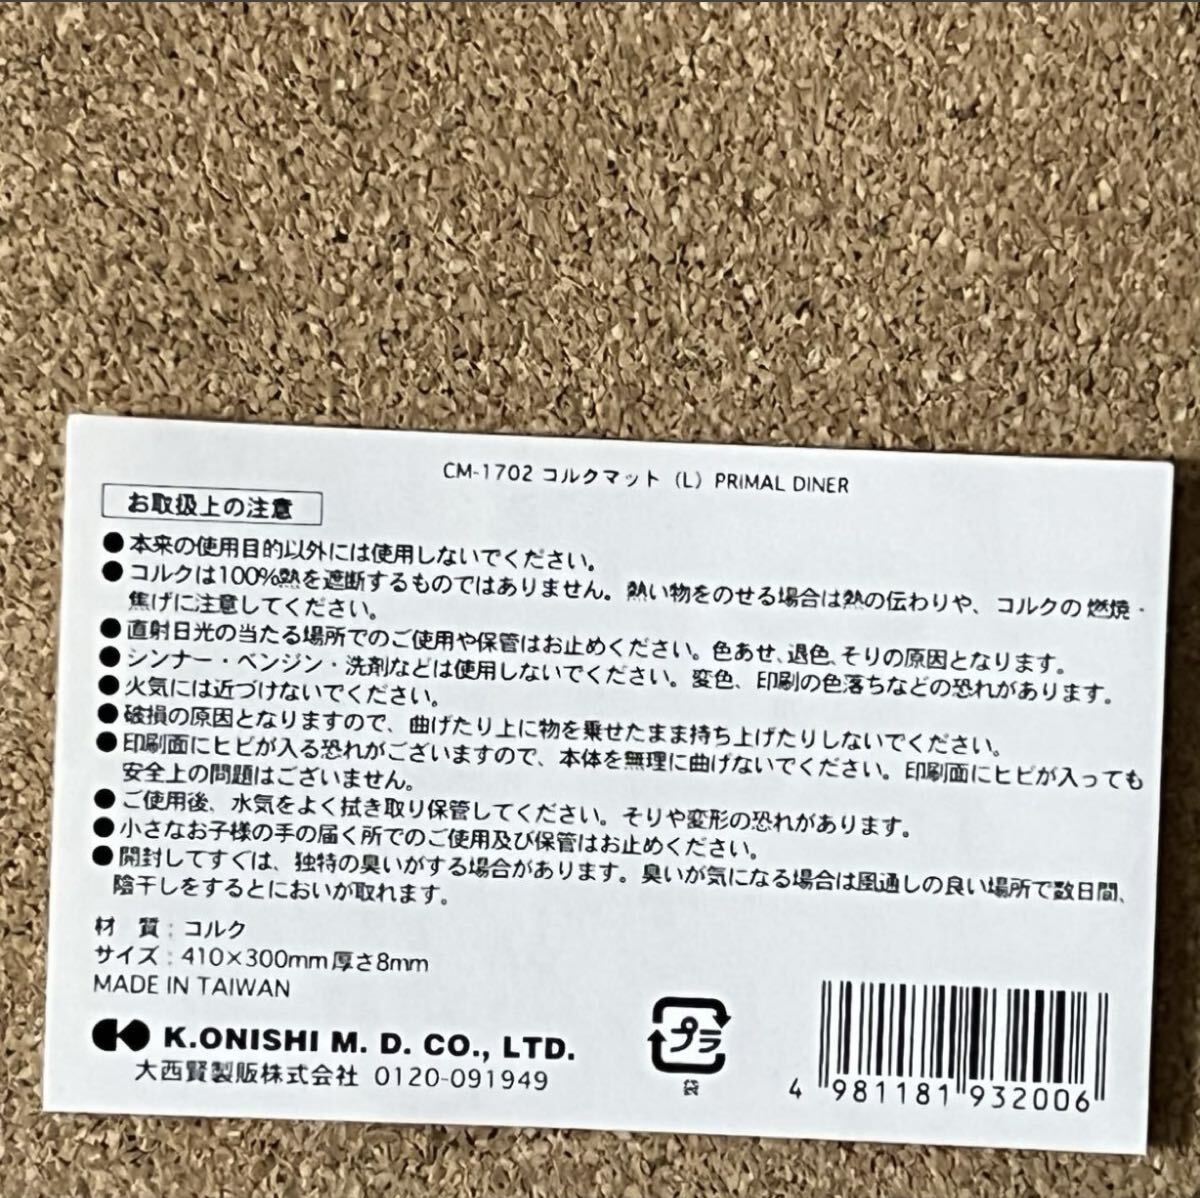 CM-1702 コルクマット（L）PRIMAL DINER
お取扱上の注意
●本来の使用目的以外には使用しないでください。
●コルクは100%熱を遮断するものではありません。熱い物をのせる場合は熱の伝わりや、コルクの燃焼・
焦げに注意してください。
●直射日光の当たる場所でのご使用や保管はお止めください。色あせ、退色、そりの原因となります。
●シンナー・ベンジン・洗剤などは使用しないでください。変色、印刷の色落ちなどの恐れがあります。
●火気には近づけないでください。
●破損の原因となりますので、曲げたり上に物を乗せたまま持ち上げたりしないでください。
●印刷面にヒビが入る恐れがございますので、本体を無理に曲げないでください。印刷面にヒビが入っても
安全上の問題はございません。
●ご使用後、水気をよく拭き取り保管してください。そりや変形の恐れがあります。
●小さなお子様の手の届く所でのご使用及び保管はお止めください。
●開封してすぐは、独特の臭いがする場合があります。臭いが気になる場合は風通しの良い場所で数日間、
陰干しをするとにおいが取れます。
材　質：コルク
サイズ：410×300mm厚さ8mm
MADE IN TAIWAN
K.ONISHI M. D. CO., LTD.
大西賢製販株式会社 0120-091949
プラ
袋
4 981181 932006